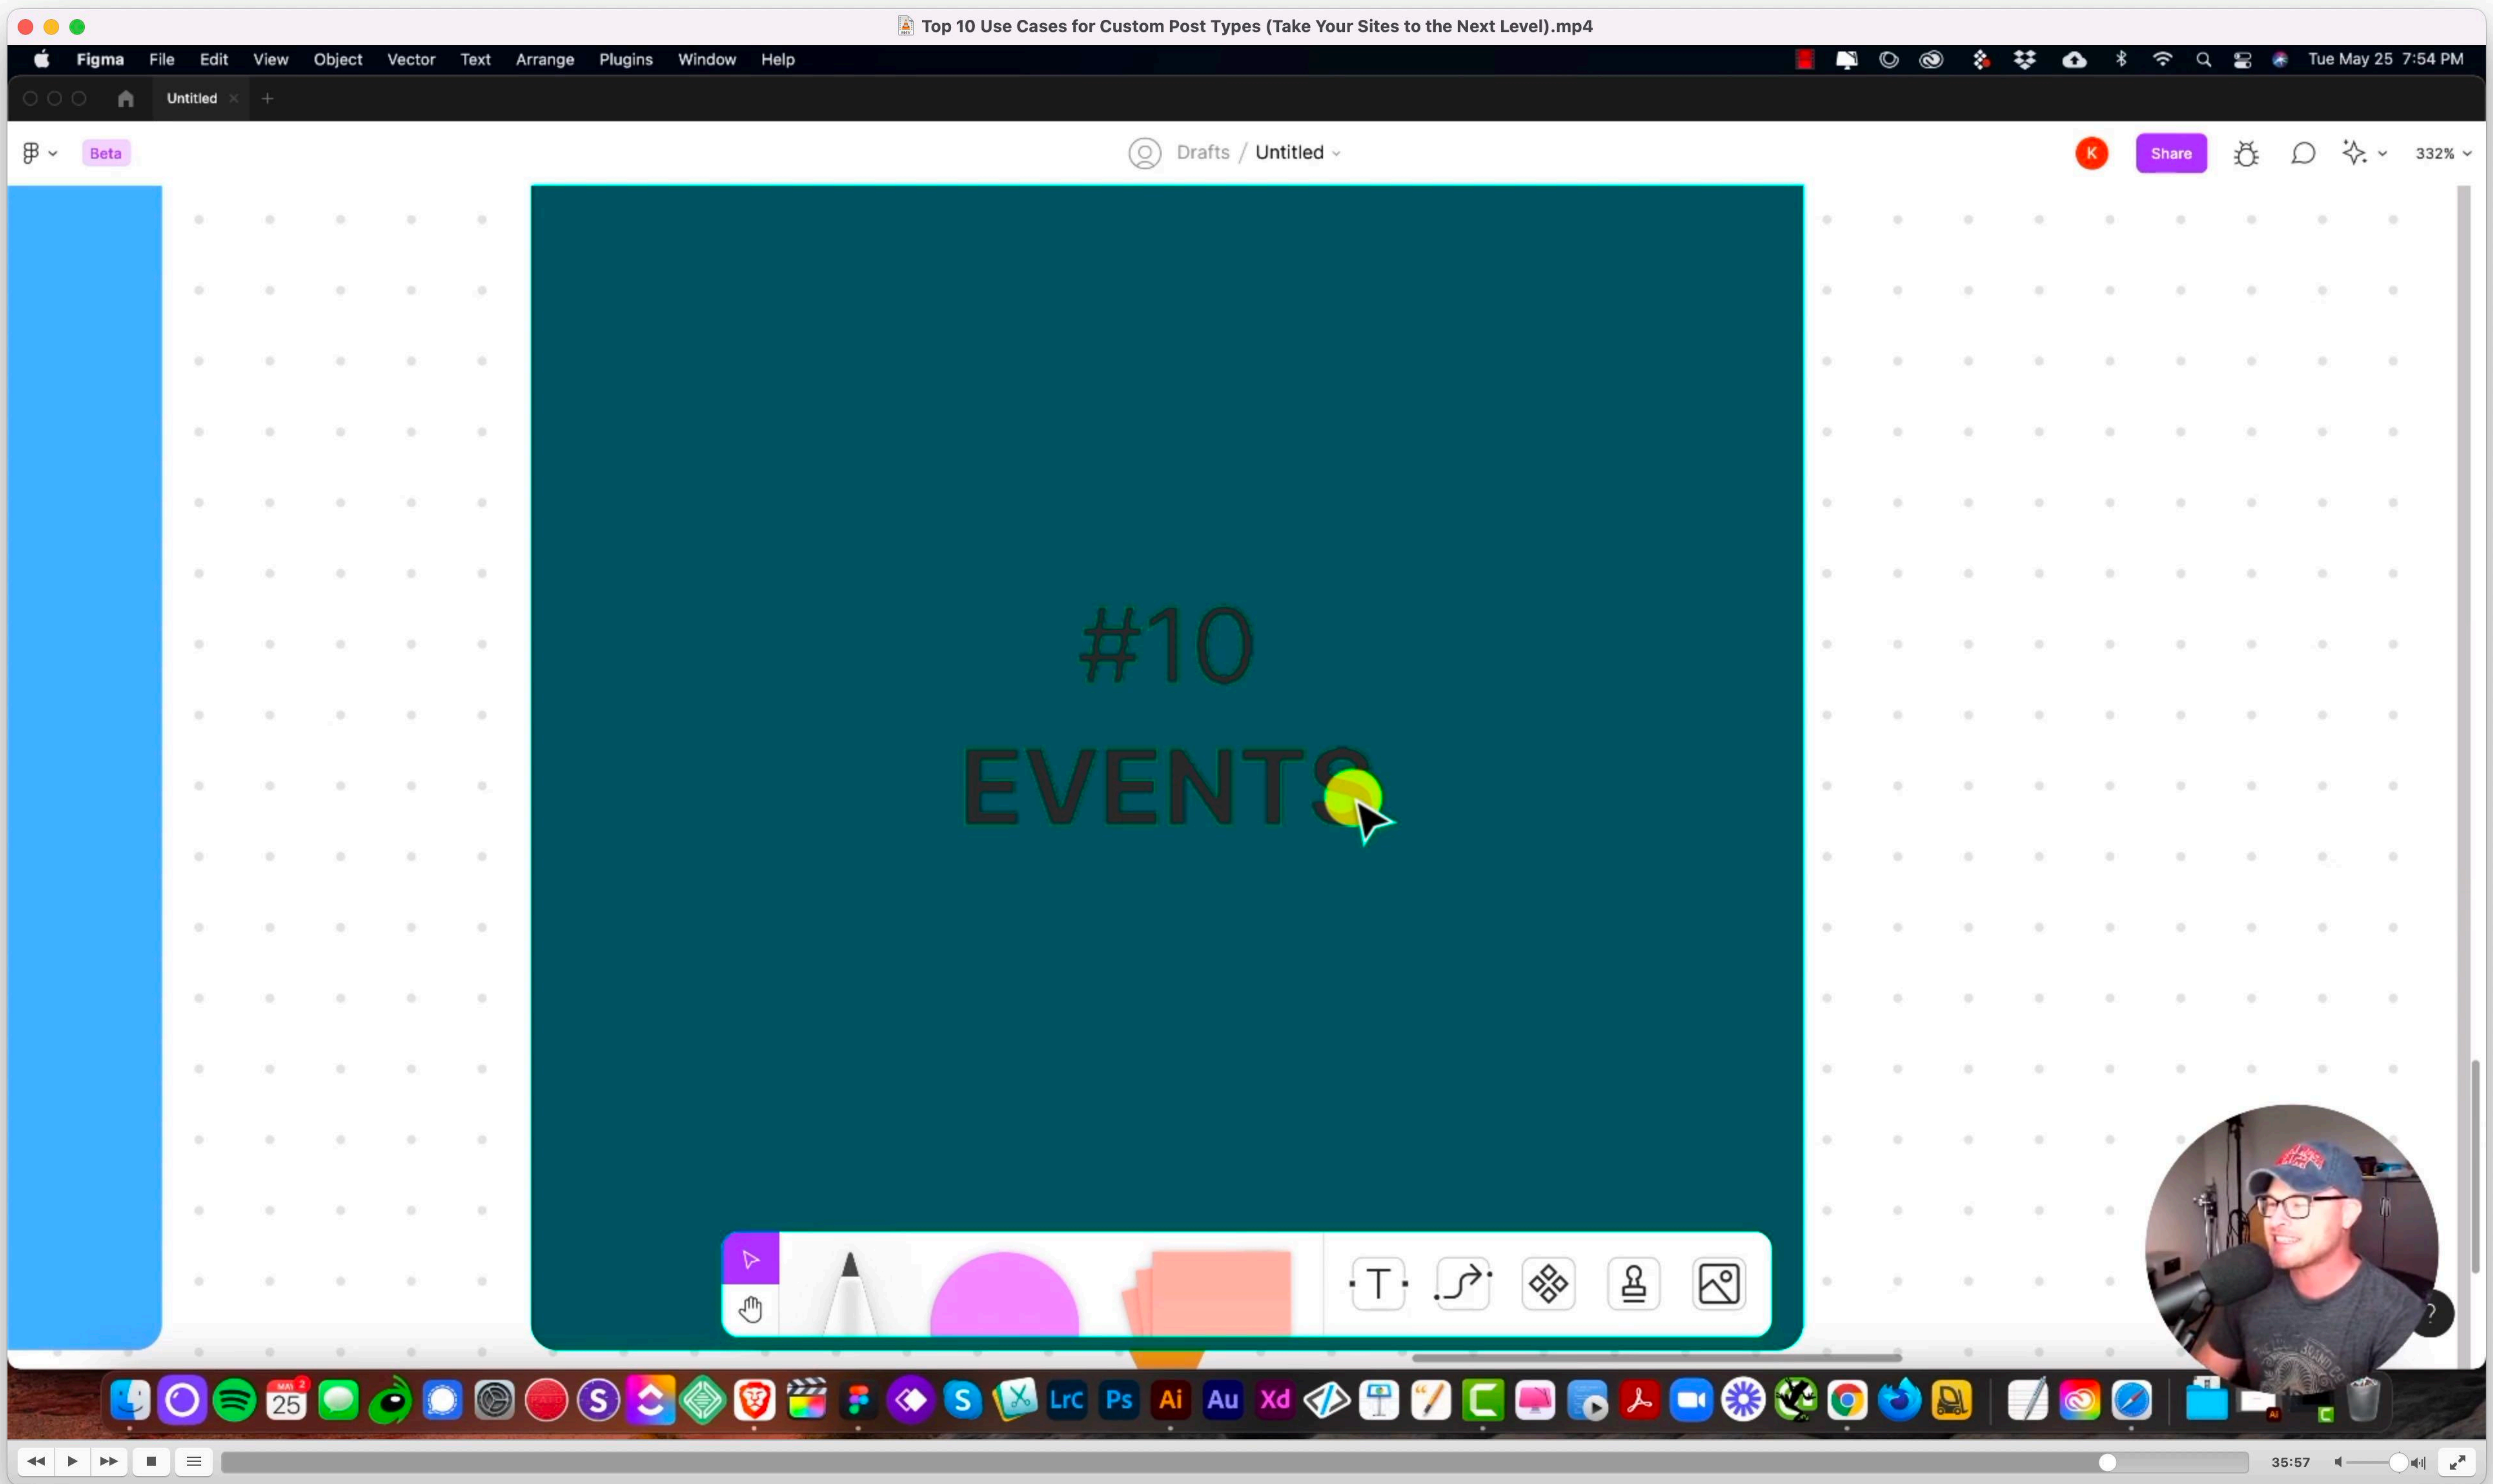 Top 10 Use Cases for Custom Post Types (Take Your Sites to the Next Level).mp4
Figma File Edit View Object Vector Text Arrange Plugins Window Help Tue May 25 7:54 PM
Untitled
Beta Drafts / Untitled K Share 332%
#10
EVENTS
T
?
MAY 2
25 S S LrC Ps Ai Au Xd
35:57